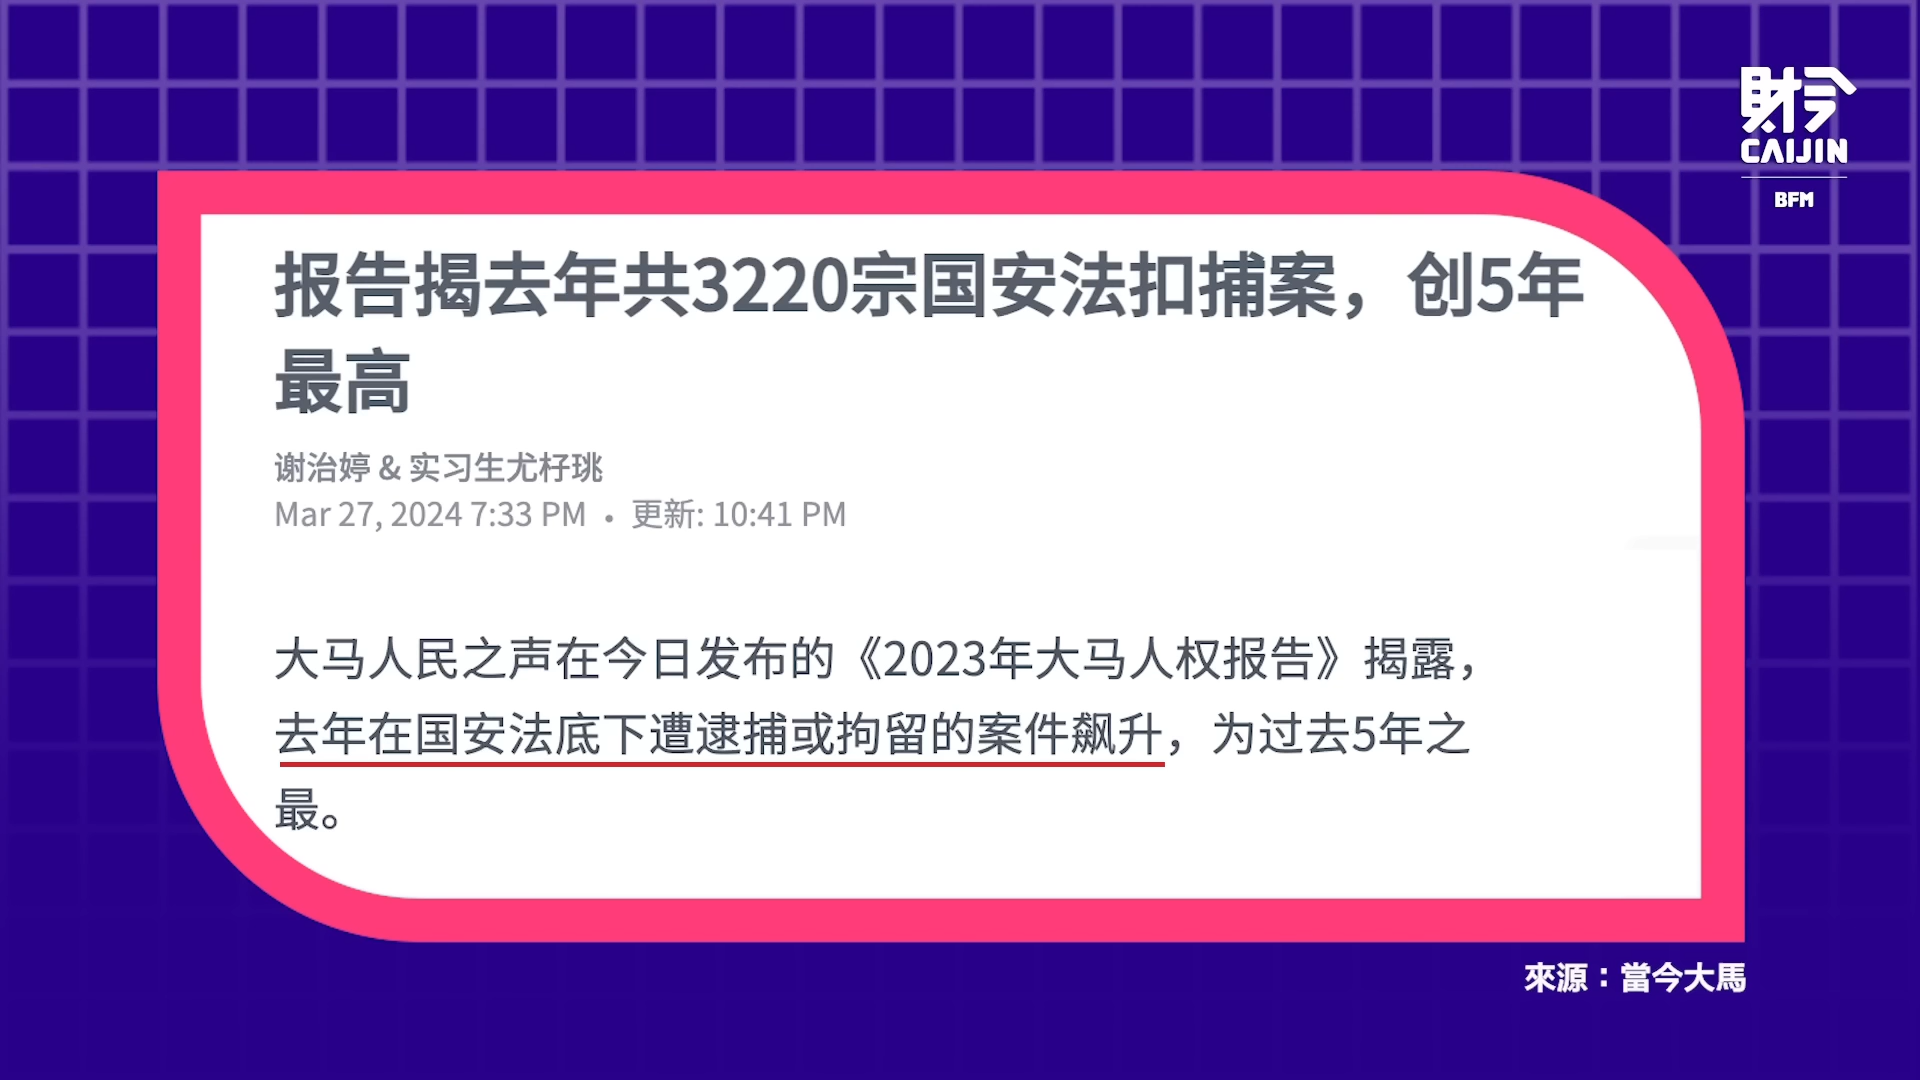 財今
CAIJIN
BFM
报告揭去年共3220宗国安法扣捕案，创5年
最高
谢治婷 & 实习生尤杍珧
Mar 27, 2024 7:33 PM • 更新: 10:41 PM
大马人民之声在今日发布的《2023年大马人权报告》揭露，
去年在国安法底下遭逮捕或拘留的案件飙升，为过去5年之
最。
來源：當今大馬